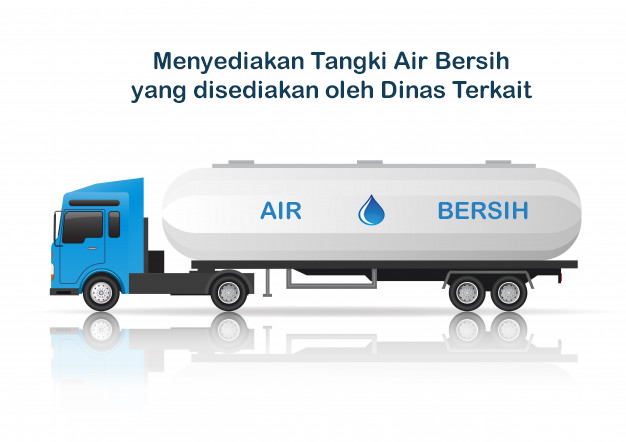 Menyediakan Tangki Air Bersih
yang disediakan oleh Dinas Terkait
AIR BERSIH